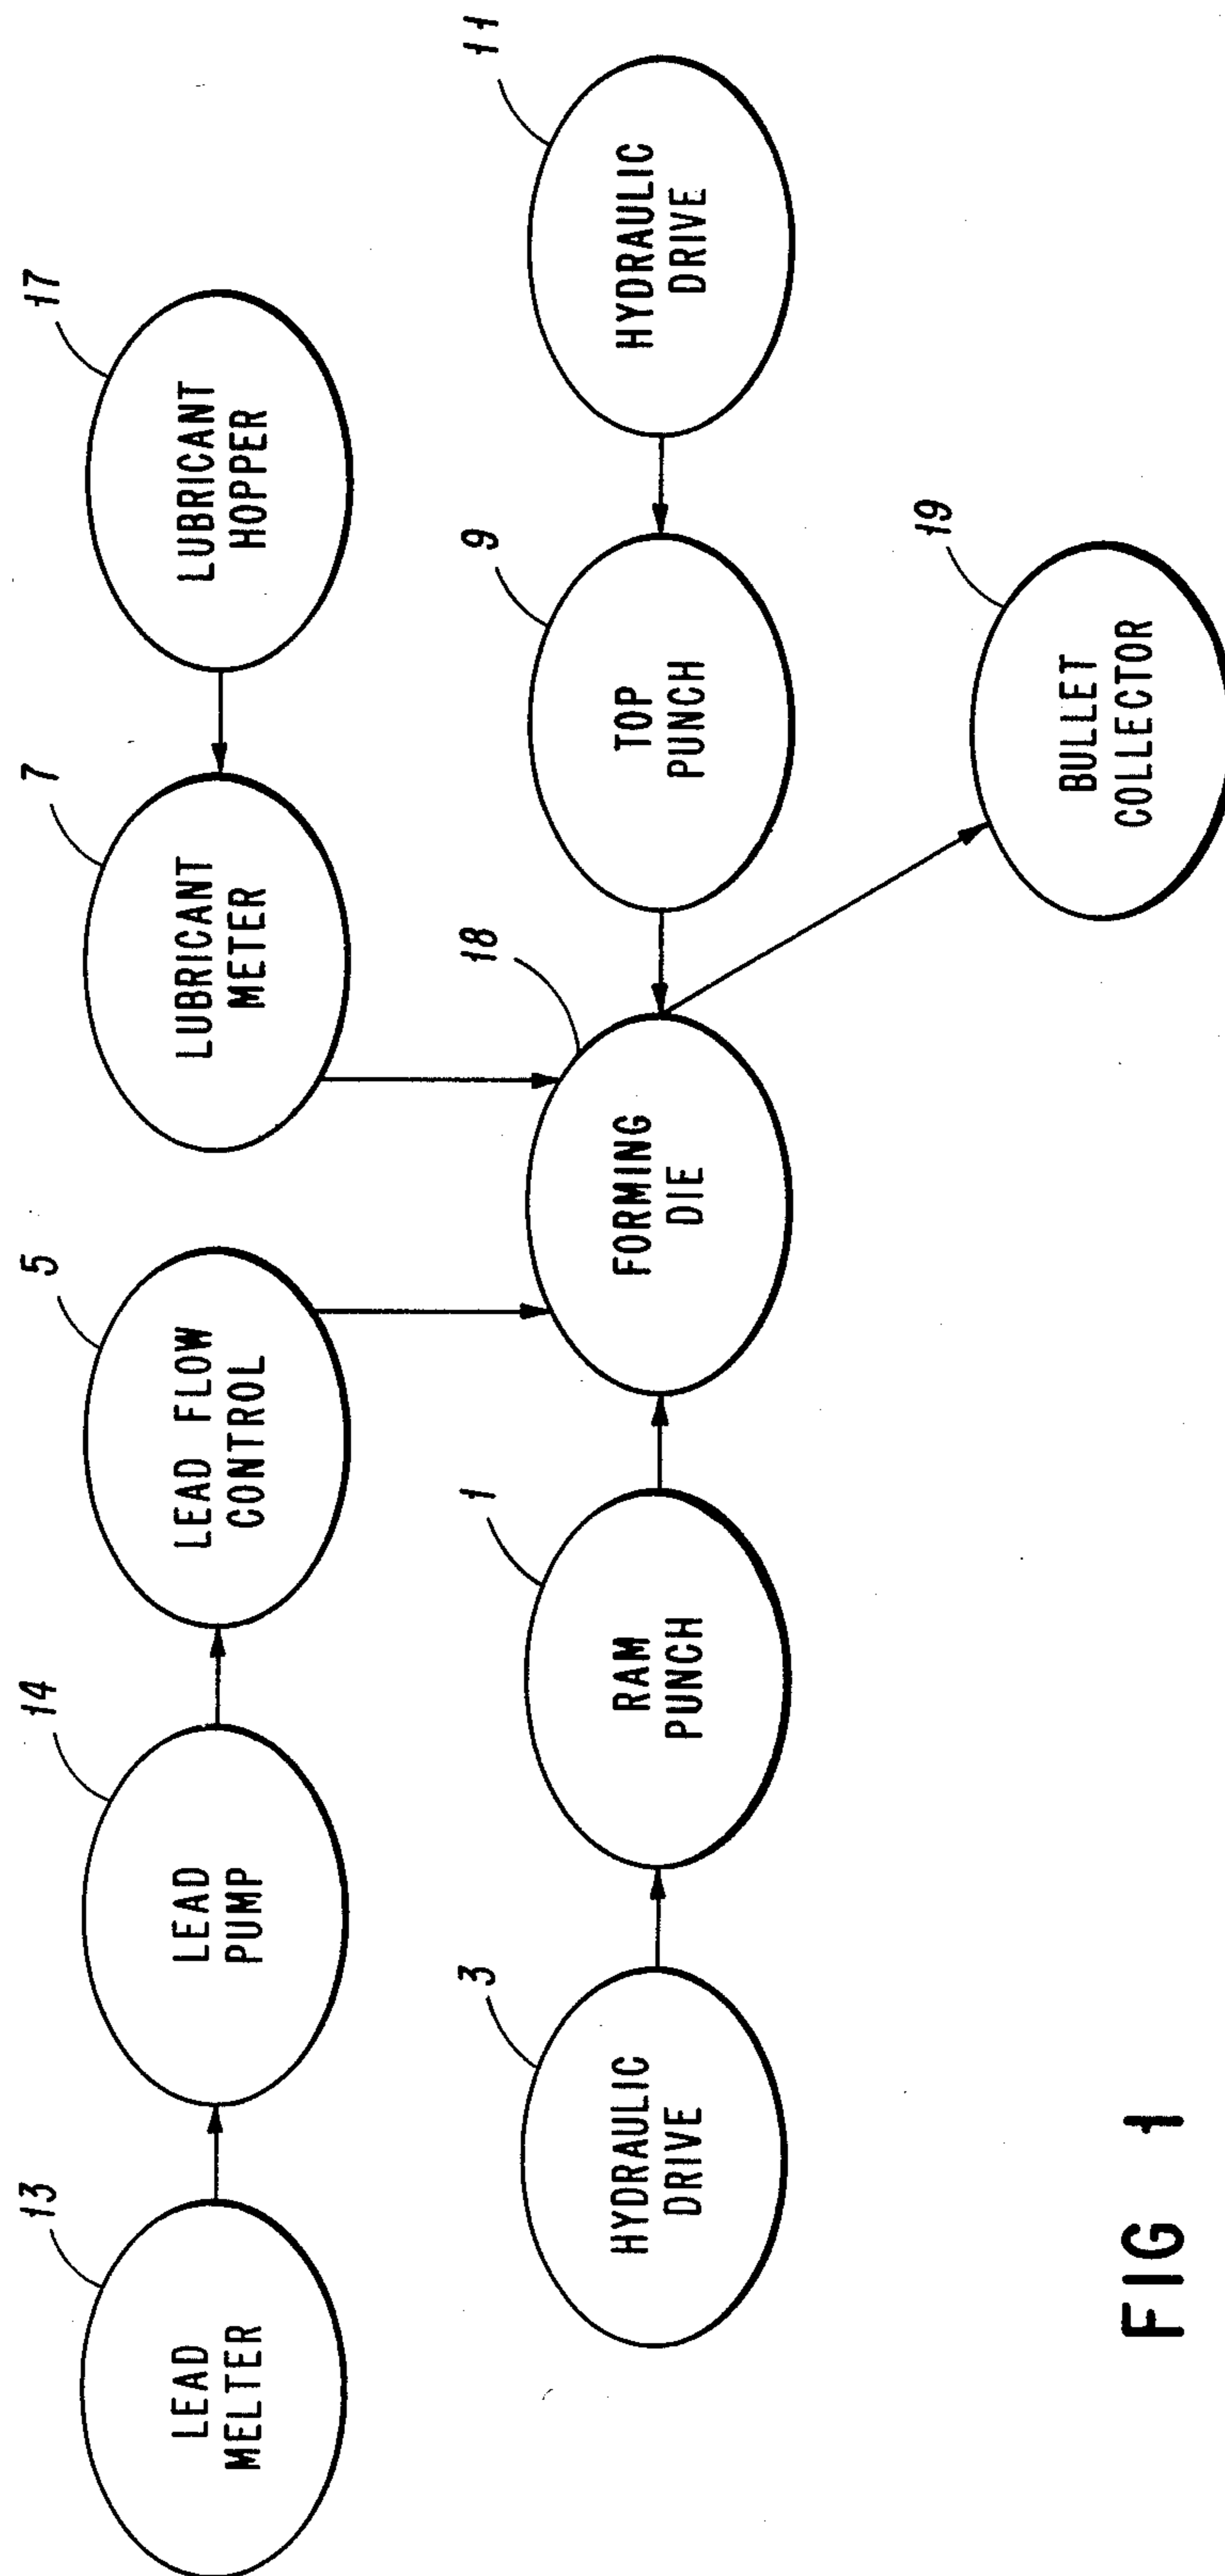 13
LEAD
MELTER
14
LEAD
PUMP
5
LEAD FLOW
CONTROL
7
LUBRICANT
METER
17
LUBRICANT
HOPPER
3
HYDRAULIC
DRIVE
1
RAM
PUNCH
18
FORMING
DIE
9
TOP
PUNCH
11
HYDRAULIC
DRIVE
19
BULLET
COLLECTOR
FIG 1